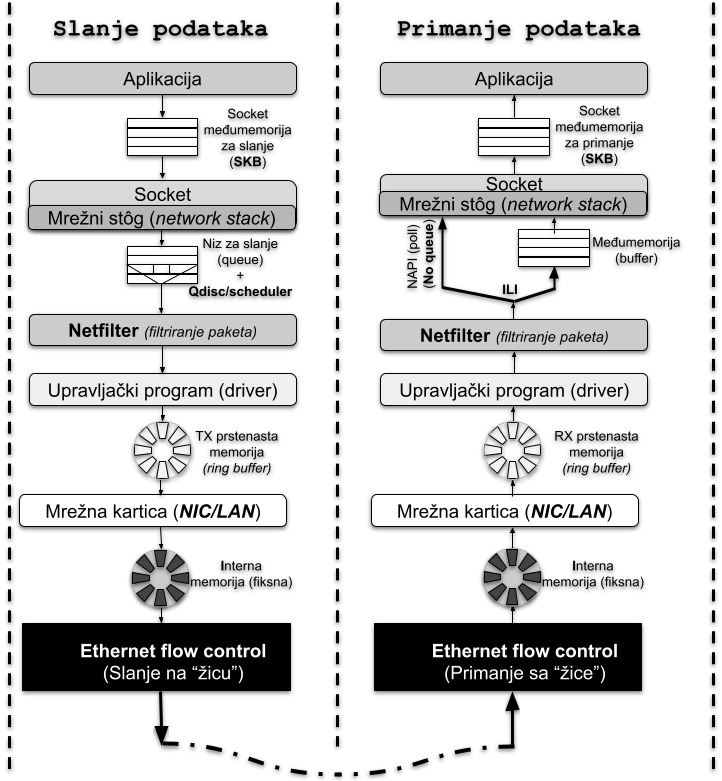 Slanje podataka
Aplikacija
Socket
međumemorija
za slanje
(SKB)
Socket
Mrežni stôg (network stack)
Niz za slanje
(queue)
+
Qdisc/scheduler
Netfilter (filtriranje paketa)
Upravljački program (driver)
TX prstenasta
memorija
(ring buffer)
Mrežna kartica (NIC/LAN)
Interna
memorija (fiksna)
Ethernet flow control
(Slanje na “žicu”)
Primanje podataka
Aplikacija
Socket
međumemorija
za primanje
(SKB)
Socket
Mrežni stôg (network stack)
NAPI (poll)
(No queue)
Međumemorija
(buffer)
ILI
Netfilter (filtriranje paketa)
Upravljački program (driver)
RX prstenasta
memorija
(ring buffer)
Mrežna kartica (NIC/LAN)
Interna
memorija (fiksna)
Ethernet flow control
(Primanje sa “žice”)